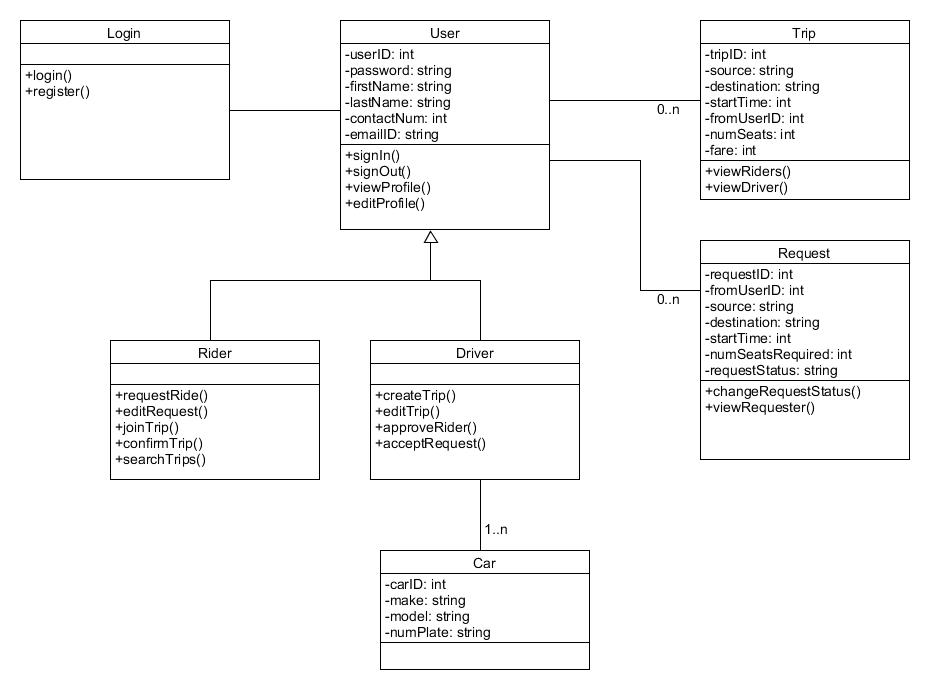 Login
+login()
+register()
User
-userID: int
-password: string
-firstName: string
-lastName: string
-contactNum: int
-emailID: string
+signIn()
+signOut()
+viewProfile()
+editProfile()
Trip
-tripID: int
-source: string
-destination: string
-startTime: int
-fromUserID: int
-numSeats: int
-fare: int
+viewRiders()
+viewDriver()
0..n
Request
-requestID: int
-fromUserID: int
-source: string
-destination: string
-startTime: int
-numSeatsRequired: int
-requestStatus: string
+changeRequestStatus()
+viewRequester()
0..n
Rider
+requestRide()
+editRequest()
+joinTrip()
+confirmTrip()
+searchTrips()
Driver
+createTrip()
+editTrip()
+approveRider()
+acceptRequest()
1..n
Car
-carID: int
-make: string
-model: string
-numPlate: string